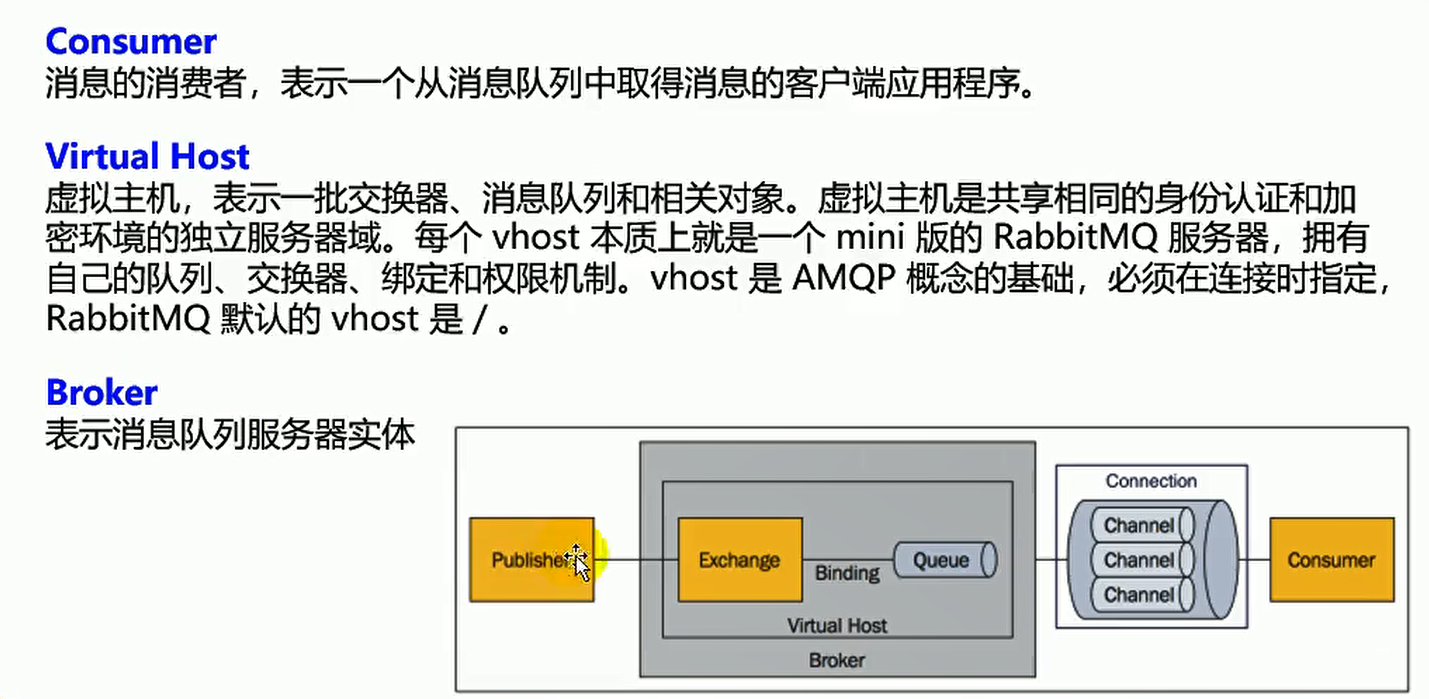 Consumer
消息的消费者，表示一个从消息队列中取得消息的客户端应用程序。
Virtual Host
虚拟主机，表示一批交换器、消息队列和相关对象。虚拟主机是共享相同的身份认证和加
密环境的独立服务器域。每个 vhost 本质上就是一个 mini 版的 RabbitMQ 服务器，拥有
自己的队列、交换器、绑定和权限机制。vhost 是 AMQP 概念的基础，必须在连接时指定，
RabbitMQ 默认的 vhost 是 / 。
Broker
表示消息队列服务器实体
Publisher
Exchange
Binding
Queue
Virtual Host
Broker
Connection
Channel
Channel
Channel
Consumer